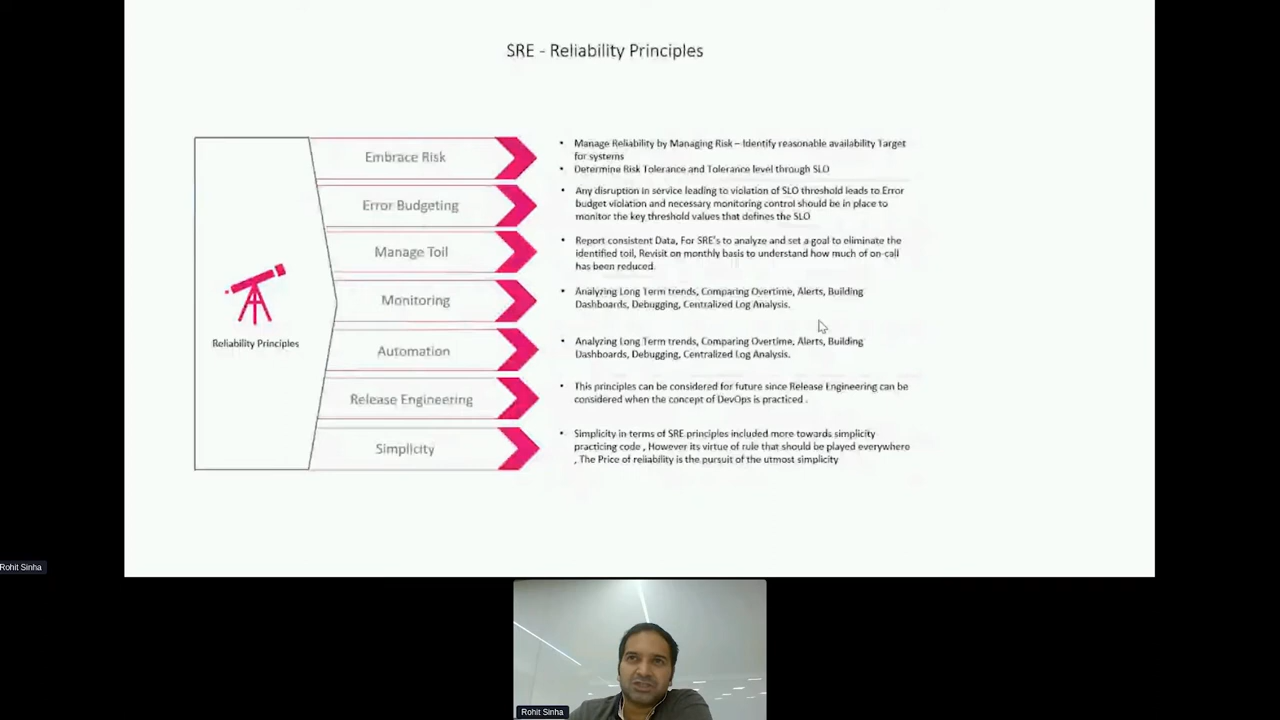 SRE - Reliability Principles
Reliability Principles
Embrace Risk
• Manage Reliability by Managing Risk – Identify reasonable availability Target
for systems
• Determine Risk Tolerance and Tolerance level through SLO
Error Budgeting
• Any disruption in service leading to violation of SLO threshold leads to Error
budget violation and necessary monitoring control should be in place to
monitor the key threshold values that defines the SLO
Manage Toil
• Report consistent Data, For SRE's to analyze and set a goal to eliminate the
identified toil, Revisit on monthly basis to understand how much of on-call
has been reduced.
Monitoring
• Analyzing Long Term trends, Comparing Overtime, Alerts, Building
Dashboards, Debugging, Centralized Log Analysis.
Automation
• Analyzing Long Term trends, Comparing Overtime, Alerts, Building
Dashboards, Debugging, Centralized Log Analysis.
Release Engineering
• This principles can be considered for future since Release Engineering can be
considered when the concept of DevOps is practiced .
Simplicity
• Simplicity in terms of SRE principles included more towards simplicity
practicing code , However its virtue of rule that should be played everywhere
, The Price of reliability is the pursuit of the utmost simplicity
Rohit Sinha
Rohit Sinha